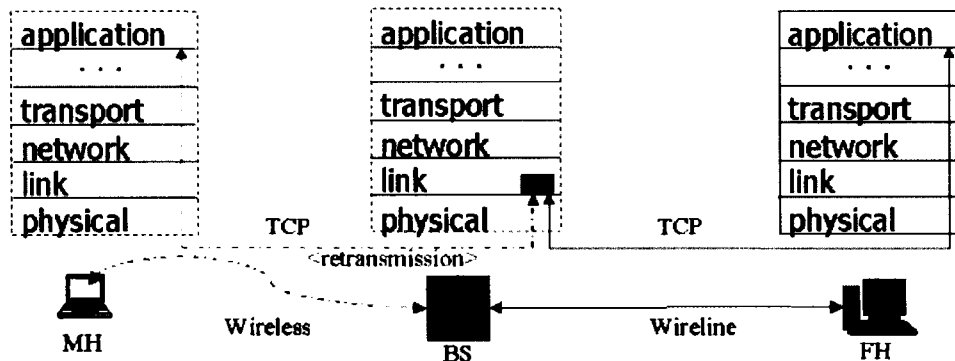 application
. . .
transport
network
link
physical
application
. . .
transport
network
link
physical
application
. . .
transport
network
link
physical
TCP
TCP
<retransmission>
Wireless
Wireline
MH
BS
FH